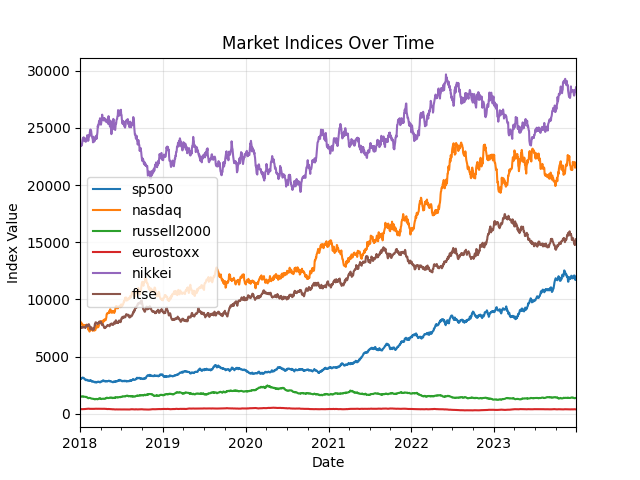 Market Indices Over Time
Index Value
30000
25000
20000
15000
10000
5000
0
sp500
nasdaq
russell2000
eurostoxx
nikkei
ftse
2018 2019 2020 2021 2022 2023
Date